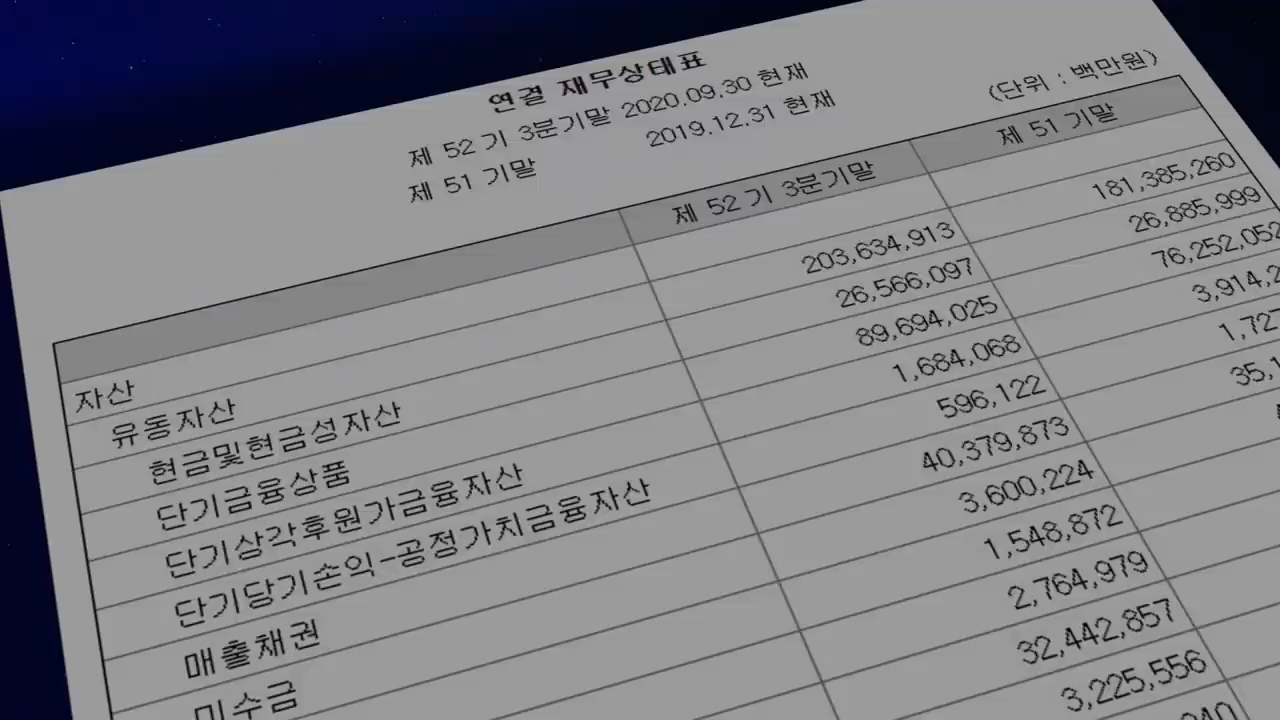 연결 재무상태표
제 52 기 3분기말 2020.09.30 현재
제 51 기말 2019.12.31 현재
(단위 : 백만원)
제 52 기 3분기말 제 51 기말
자산
유동자산 203,634,913 181,385,260
현금및현금성자산 26,566,097 26,885,999
단기금융상품 89,694,025 76,252,052
단기상각후원가금융자산 1,684,068
단기당기손익-공정가치금융자산 596,122
매출채권 40,379,873
미수금 3,600,224
1,548,872
2,764,979
32,442,857
3,225,556